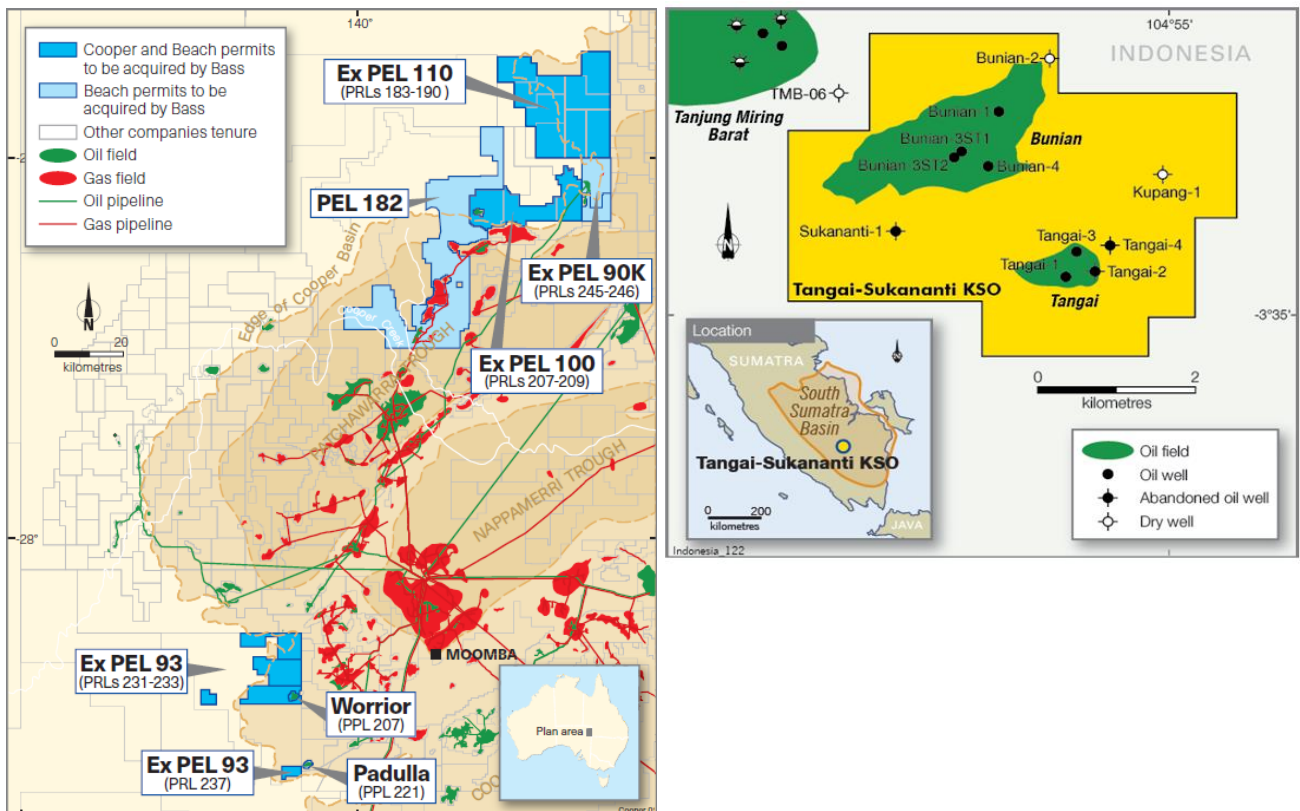 140°
Cooper and Beach permits
to be acquired by Bass
Beach permits to be
acquired by Bass
Other companies tenure
Oil field
Gas field
Oil pipeline
Gas pipeline
Ex PEL 110
(PRLs 183-190 )
PEL 182
Ex PEL 90K
(PRLs 245-246)
Ex PEL 100
(PRLs 207-209)
Edge of Cooper Basin
Cooper Creek
N
0 20
kilometres
PATCHAWARRA TROUGH
NAPPAMERRI TROUGH
-28°
MOOMBA
Ex PEL 93
(PRLs 231-233)
Worrior
(PPL 207)
Ex PEL 93
(PRL 237)
Padulla
(PPL 221)
Plan area
104°55'
INDONESIA
Bunian-2
TMB-06
Tanjung Miring
Barat
Bunian 1
Bunian
Bunian-3S11
Bunian 3S12
Bunian-4
Kupang-1
N
Sukananti-1
Tangai-3
Tangai-4
Tangai 1
Tangai-2
Tangai-Sukananti KSO
Tangai
-3°35'
Location
SUMATRA
South
Sumatra
Basin
Tangai-Sukananti KSO
0 200
kilometres
JAVA
0 2
kilometres
Oil field
Oil well
Abandoned oil well
Dry well
Indonesia_122